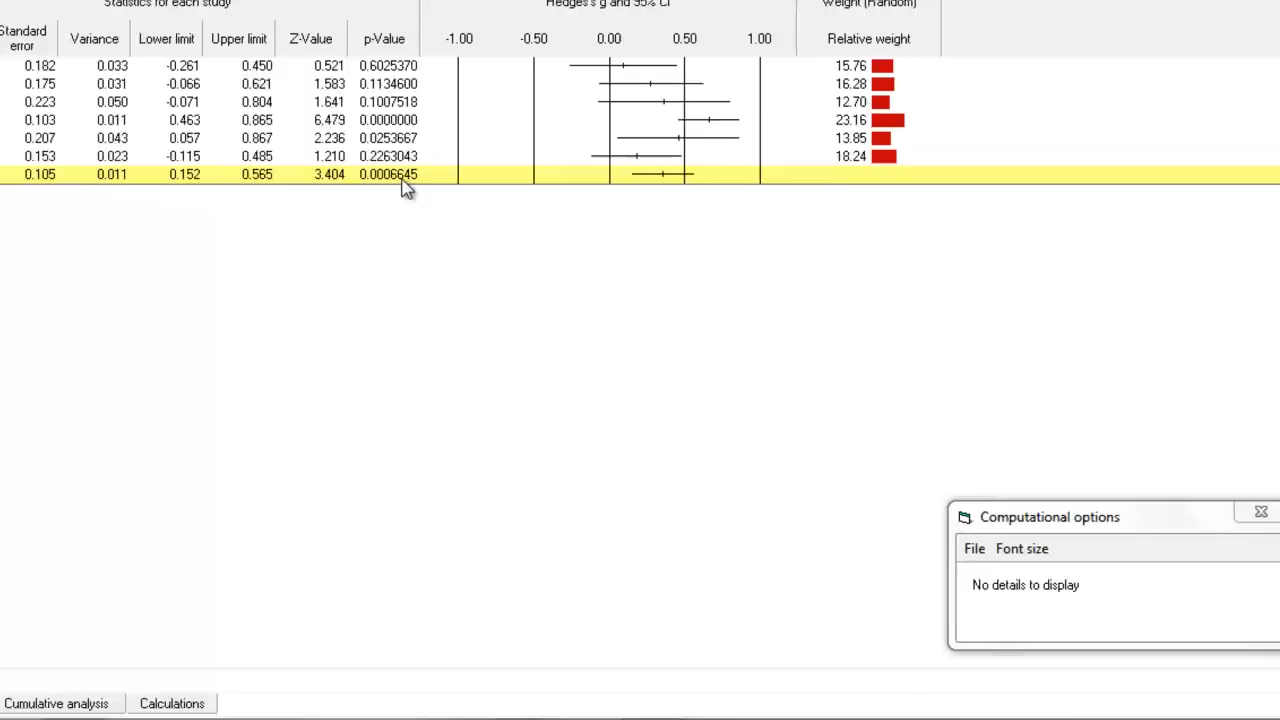 Statistics for each study Hedges's g and 95% CI Weight (Random)
Standard error Variance Lower limit Upper limit Z-Value p-Value -1.00 -0.50 0.00 0.50 1.00 Relative weight
0.182 0.033 -0.261 0.450 0.521 0.6025370 15.76
0.175 0.031 -0.066 0.621 1.583 0.1134600 16.28
0.223 0.050 -0.071 0.804 1.641 0.1007518 12.70
0.103 0.011 0.463 0.865 6.479 0.0000000 23.16
0.207 0.043 0.057 0.867 2.236 0.0253667 13.85
0.153 0.023 -0.115 0.485 1.210 0.2263043 18.24
0.105 0.011 0.152 0.565 3.404 0.0006645
Computational options
File Font size
No details to display
Cumulative analysis Calculations